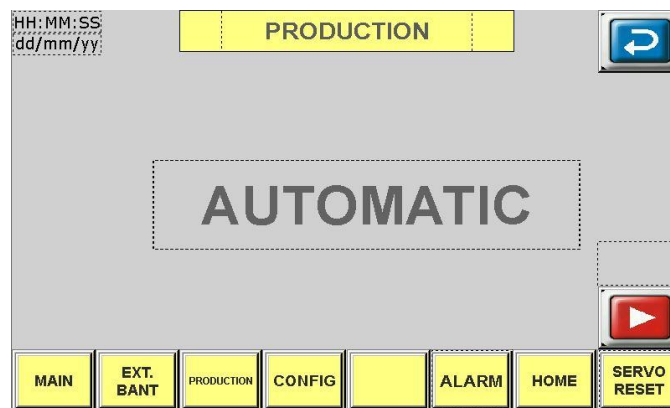 HH:MM:SS
dd/mm/yy
PRODUCTION
AUTOMATIC
MAIN
EXT.
BANT
PRODUCTION
CONFIG
ALARM
HOME
SERVO
RESET